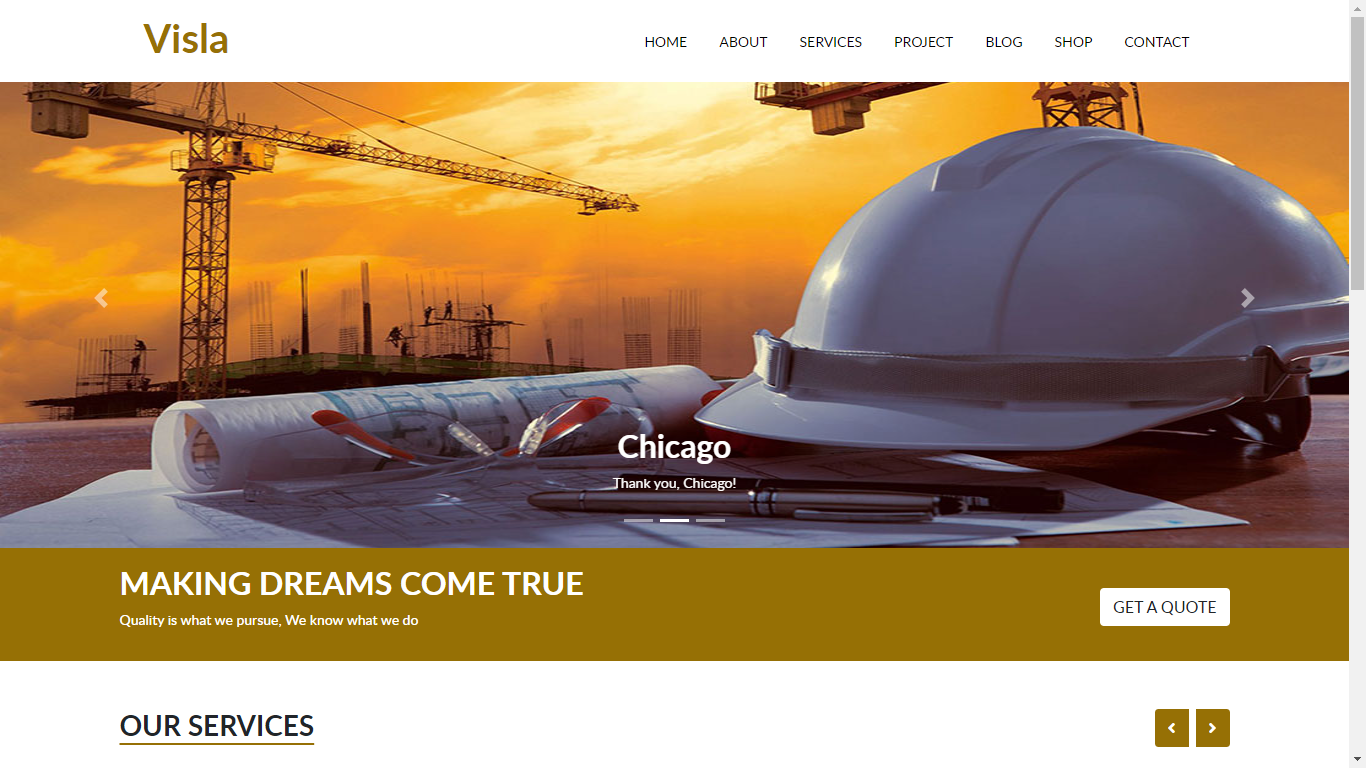 Visla
HOME ABOUT SERVICES PROJECT BLOG SHOP CONTACT
Chicago
Thank you, Chicago!
MAKING DREAMS COME TRUE
Quality is what we pursue, We know what we do
GET A QUOTE
OUR SERVICES